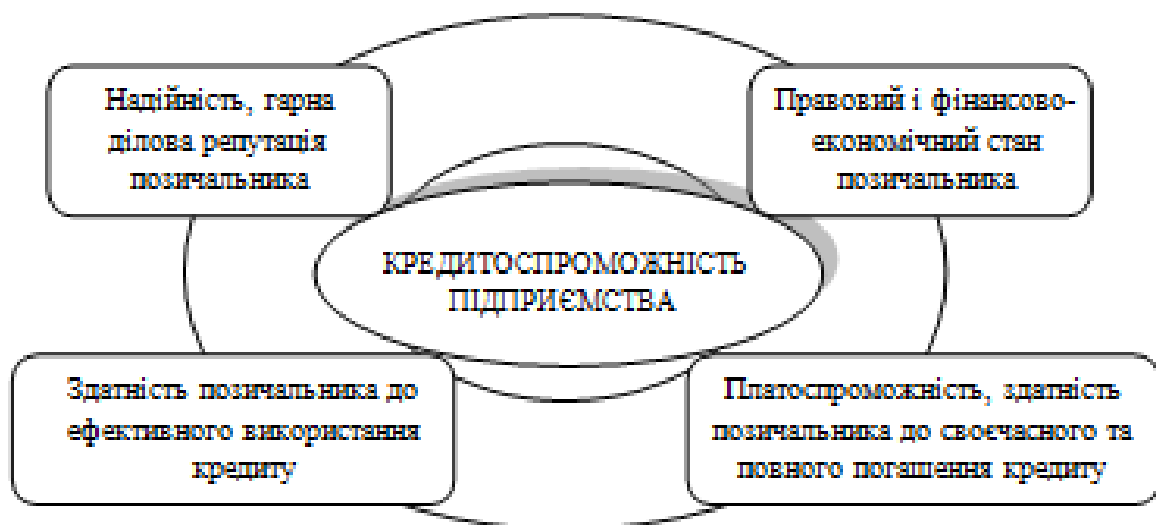 Надійність, гарна
ділова репутація
позичальника
Правовий і фінансово-
економічний стан
позичальника
КРЕДИТОСПРОМОЖНІСТЬ
ПІДПРИЄМСТВА
Здатність позичальника до
ефективного використання
кредиту
Платоспроможність, здатність
позичальника до своєчасного та
повного погашення кредиту